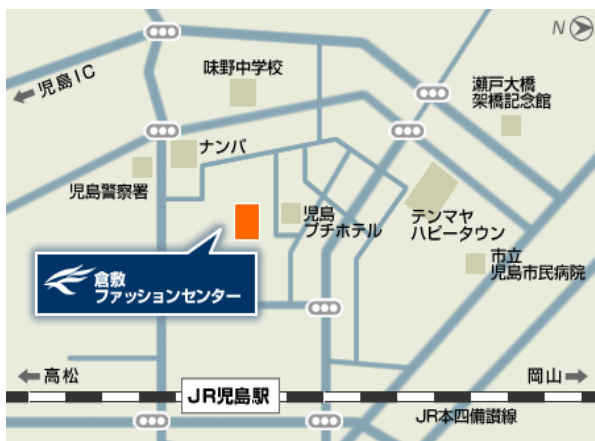 N
児島IC
味野中学校
瀬戸大橋
架橋記念館
ナンバ
児島警察署
児島
プチホテル
テンマヤ
ハピータウン
市立
児島市民病院
倉敷
ファッションセンター
高松
岡山
JR児島駅
JR本四備讃線